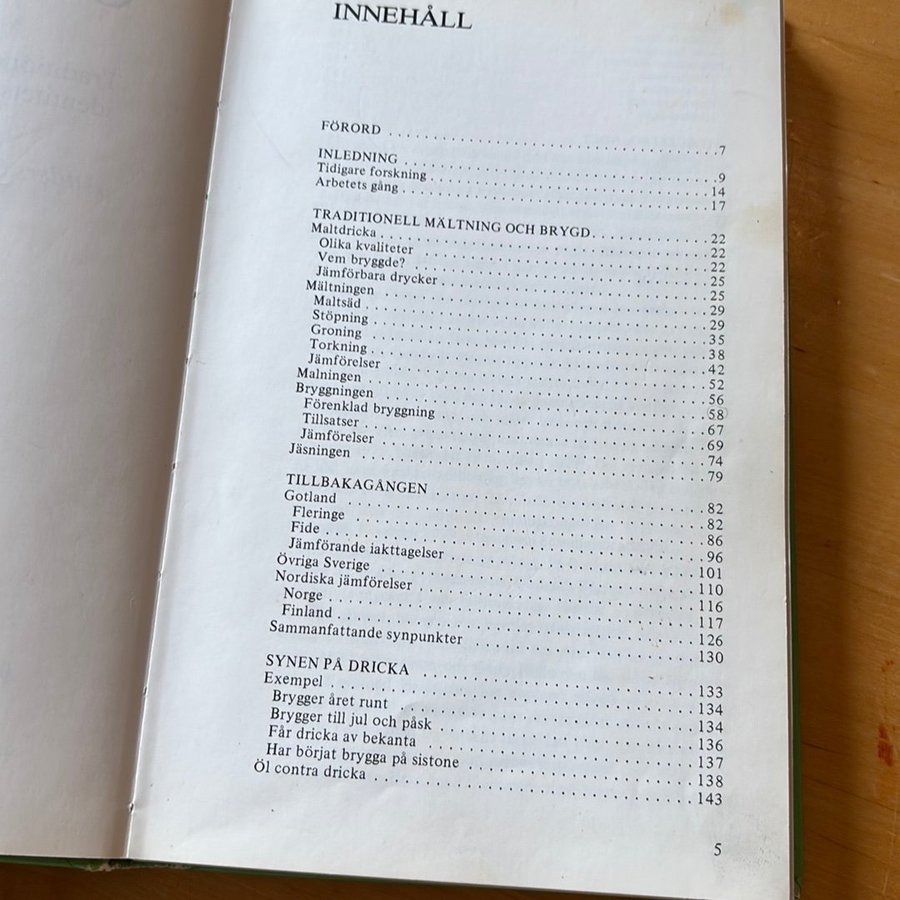 INNEHÅLL
FÖRORD . . . . . . . . . . 7
INLEDNING . . . . . . . . . . 9
Tidigare forskning . . . . . . . . . . 14
Arbetets gång . . . . . . . . . . 17
TRADITIONELL MÄLTNING OCH BRYGD . . . . . . . . . . 22
Maltdricka . . . . . . . . . . 22
Olika kvaliteter . . . . . . . . . . 22
Vem bryggde? . . . . . . . . . . 25
Jämförbara drycker . . . . . . . . . . 25
Mältningen . . . . . . . . . . 29
Maltsäd . . . . . . . . . . 29
Stöpning . . . . . . . . . . 35
Groning . . . . . . . . . . 38
Torkning . . . . . . . . . . 42
Jämförelser . . . . . . . . . . 52
Malningen . . . . . . . . . . 56
Bryggningen . . . . . . . . . . 58
Förenklad bryggning . . . . . . . . . . 67
Tillsatser . . . . . . . . . . 69
Jämförelser . . . . . . . . . . 74
Jäsningen . . . . . . . . . . 79
TILLBAKAGÅNGEN . . . . . . . . . . 82
Gotland . . . . . . . . . . 82
Fleringe . . . . . . . . . . 86
Fide . . . . . . . . . . 96
Jämförande iakttagelser . . . . . . . . . . 101
Övriga Sverige . . . . . . . . . . 110
Nordiska jämförelser . . . . . . . . . . 116
Norge . . . . . . . . . . 117
Finland . . . . . . . . . . 126
Sammanfattande synpunkter . . . . . . . . . . 130
SYNEN PÅ DRICKA . . . . . . . . . . 133
Exempel . . . . . . . . . . 134
Brygger året runt . . . . . . . . . . 134
Brygger till jul och påsk . . . . . . . . . . 136
Får dricka av bekanta . . . . . . . . . . 137
Har börjat brygga på sistone . . . . . . . . . . 138
Öl contra dricka . . . . . . . . . . 143
5